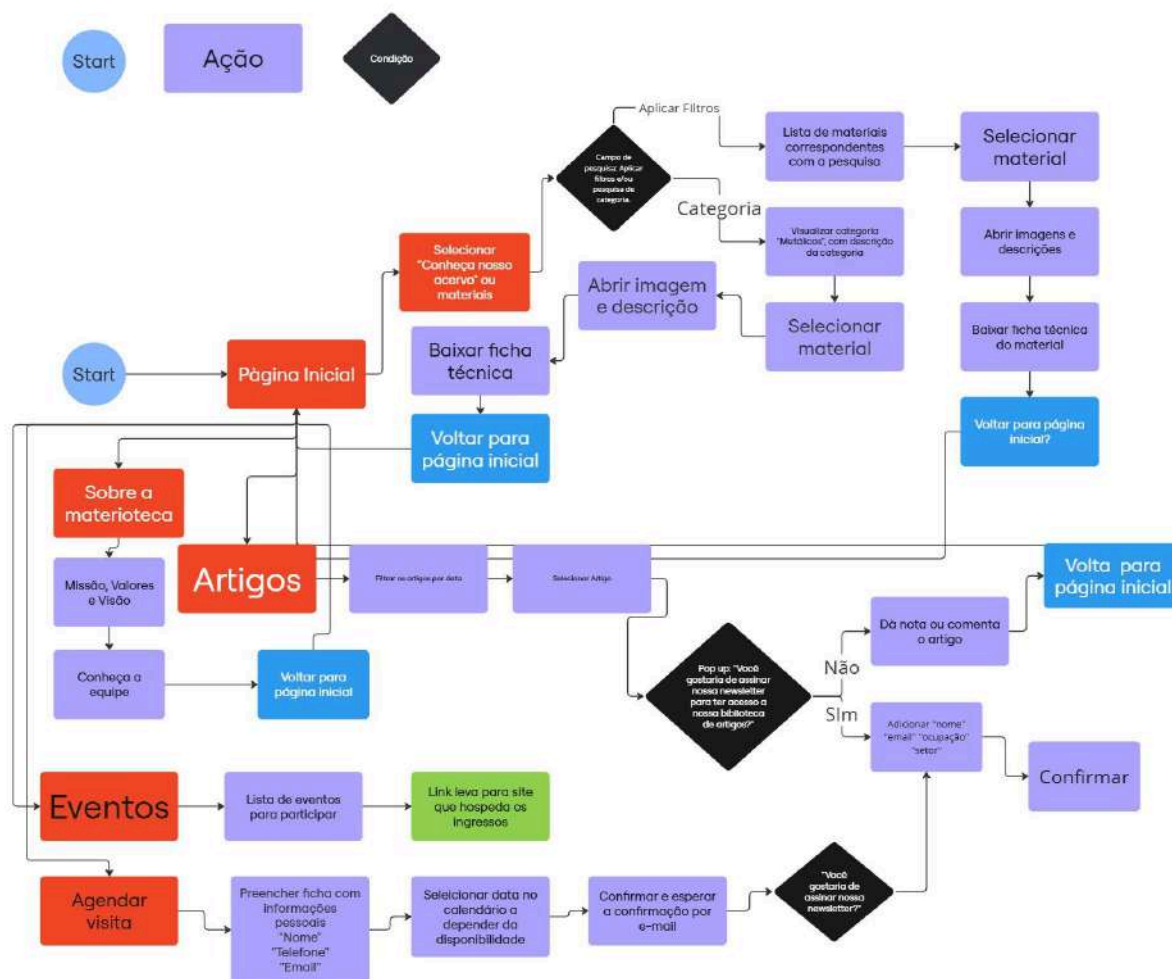 Start
Ação
Condição
Aplicar Filtros
Campo de
pesquisa: Aplicar
filtros e/ou
pesquisa de
categoria.
Lista de materiais
correspondentes
com a pesquisa
Selecionar
material
Categoria
Visualizar categoria
"Metálicos", com descrição
da categoria
Abrir imagens e
descrições
Selecionar
"Conheça nosso
acervo" ou
materiais
Abrir imagem
e descrição
Selecionar
material
Baixar ficha técnica
do material
Start
Página Inicial
Baixar ficha
técnica
Voltar para
página inicial
Voltar para página
inicial?
Sobre a
materioteca
Missão, Valores
e Visão
Artigos
Filtrar os artigos por data
Selecionar Artigo
Volta para
página inicial
Conheça a
equipe
Voltar para
página inicial
Pop up: "Você
gostaria de assinar
nossa newsletter
para ter acesso a
nossa biblioteca
de artigos?"
Não
SIm
Dá nota ou comenta
o artigo
Adicionar "nome"
"email" "ocupação"
"setor"
Confirmar
Eventos
Lista de eventos
para participar
Link leva para site
que hospeda os
ingressos
Agendar
visita
Preencher ficha com
informações
pessoais
"Nome"
"Telefone"
"Email"
Selelcionar data no
calendário a
depender da
disponibilidade
Confirmar e esperar
a confirmação por
e-mail
"Você
gostaria de
assinar nossa
newsletter?"